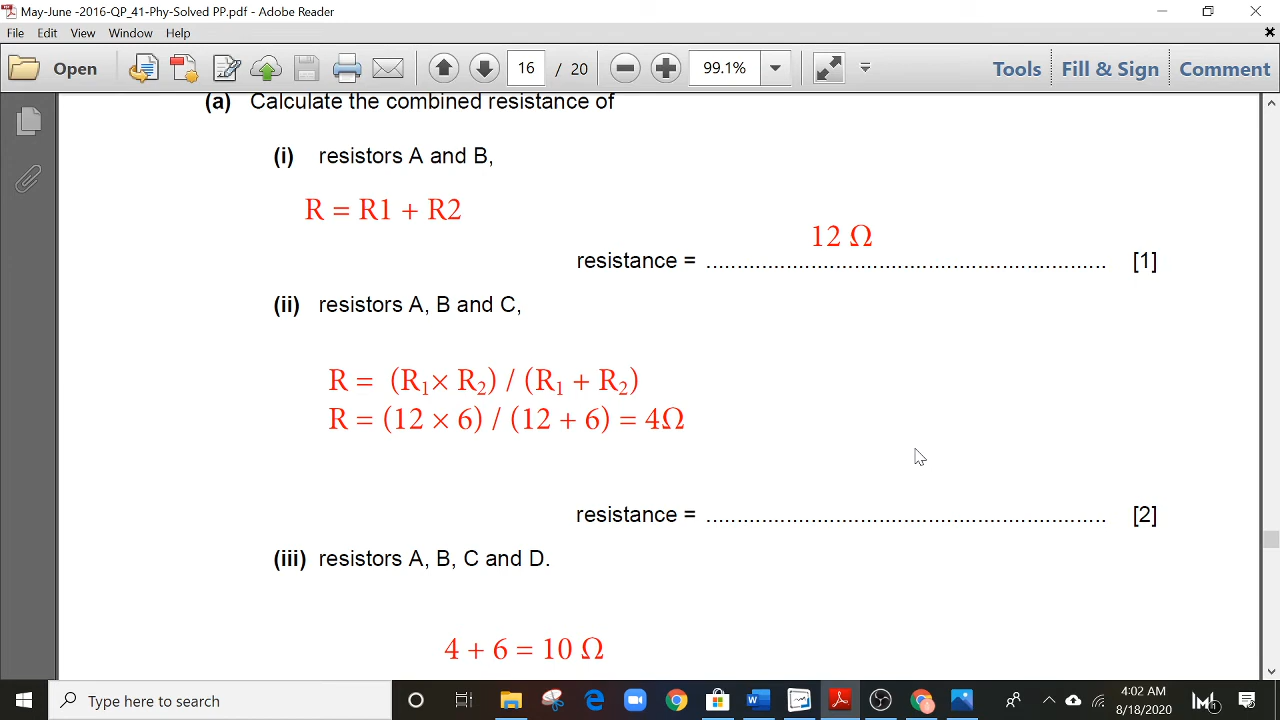 May-June -2016-QP_41-Phy-Solved PP.pdf - Adobe Reader
File Edit View Window Help
Open 16 / 20 99.1% Tools Fill & Sign Comment
(a) Calculate the combined resistance of
(i) resistors A and B,
R = R1 + R2
12 Ω
resistance = ................................................................ [1]
(ii) resistors A, B and C,
R = (R₁× R₂) / (R₁ + R₂)
R = (12 × 6) / (12 + 6) = 4Ω
resistance = ................................................................ [2]
(iii) resistors A, B, C and D.
4 + 6 = 10 Ω
Type here to search
4:02 AM
8/18/2020